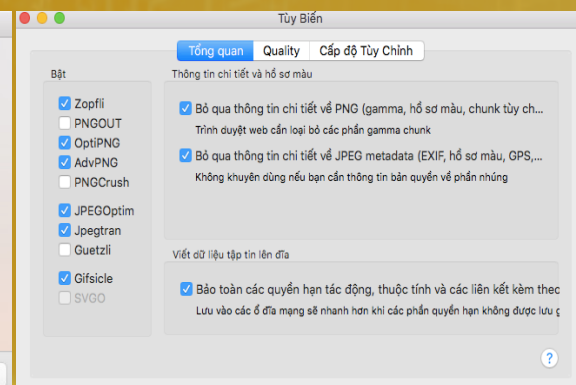 Tùy Biến
Tổng quan Quality Cấp độ Tùy Chỉnh
Bật
Zopfli
PNGOUT
OptiPNG
AdvPNG
PNGCrush
JPEGOptim
Jpegtran
Guetzli
Gifsicle
SVGO
Thông tin chi tiết và hồ sơ màu
Bỏ qua thông tin chi tiết về PNG (gamma, hồ sơ màu, chunk tùy ch...
Trình duyệt web cần loại bỏ các phần gamma chunk
Bỏ qua thông tin chi tiết về JPEG metadata (EXIF, hồ sơ màu, GPS,...
Không khuyên dùng nếu bạn cần thông tin bản quyền về phần nhúng
Viết dữ liệu tập tin lên đĩa
Bảo toàn các quyền hạn tác động, thuộc tính và các liên kết kèm theo
Lưu vào các ổ đĩa mạng sẽ nhanh hơn khi các phần quyền hạn không được lưu
?